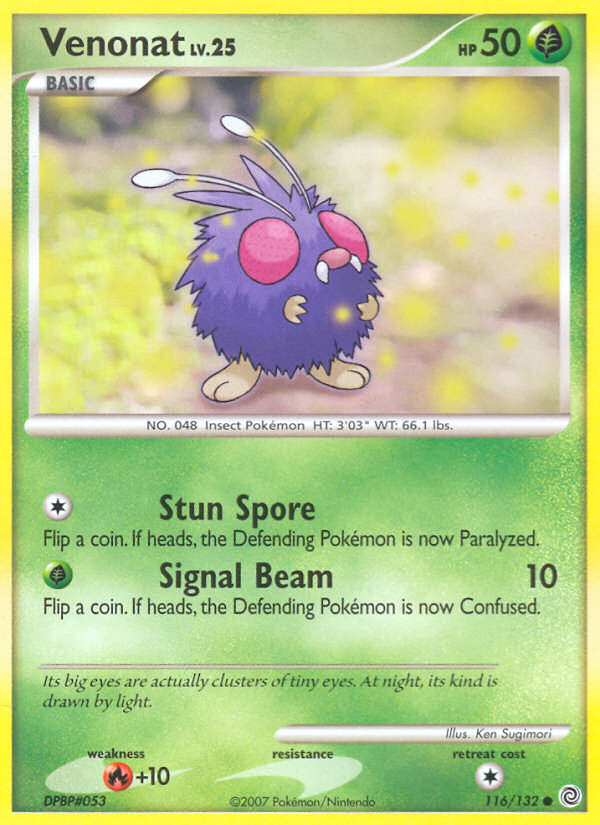 Venonat LV.25
HP 50
BASIC
NO. 048 Insect Pokémon HT: 3'03" WT: 66.1 lbs.
Stun Spore
Flip a coin. If heads, the Defending Pokémon is now Paralyzed.
Signal Beam 10
Flip a coin. If heads, the Defending Pokémon is now Confused.
Its big eyes are actually clusters of tiny eyes. At night, its kind is
drawn by light.
Illus. Ken Sugimori
weakness resistance retreat cost
+10
DPBP#053 ©2007 Pokémon/Nintendo 116/132